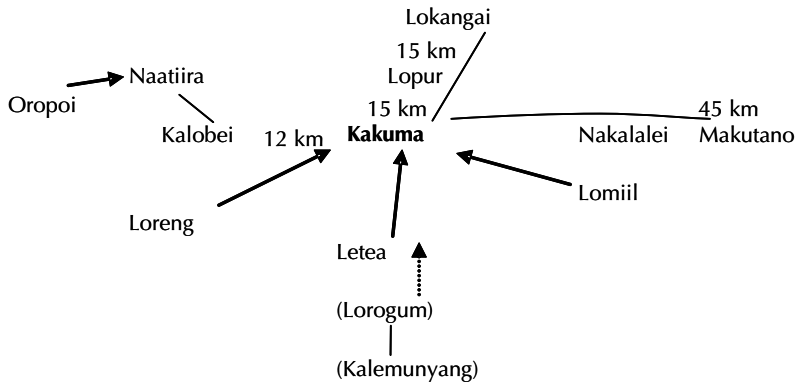 Lokangai
15 km
Lopur
Naatiira
Oropoi
15 km
45 km
Kalobei
12 km
Kakuma
Nakalalei
Makutano
Lomiil
Loreng
Letea
(Lorogum)
(Kalemunyang)